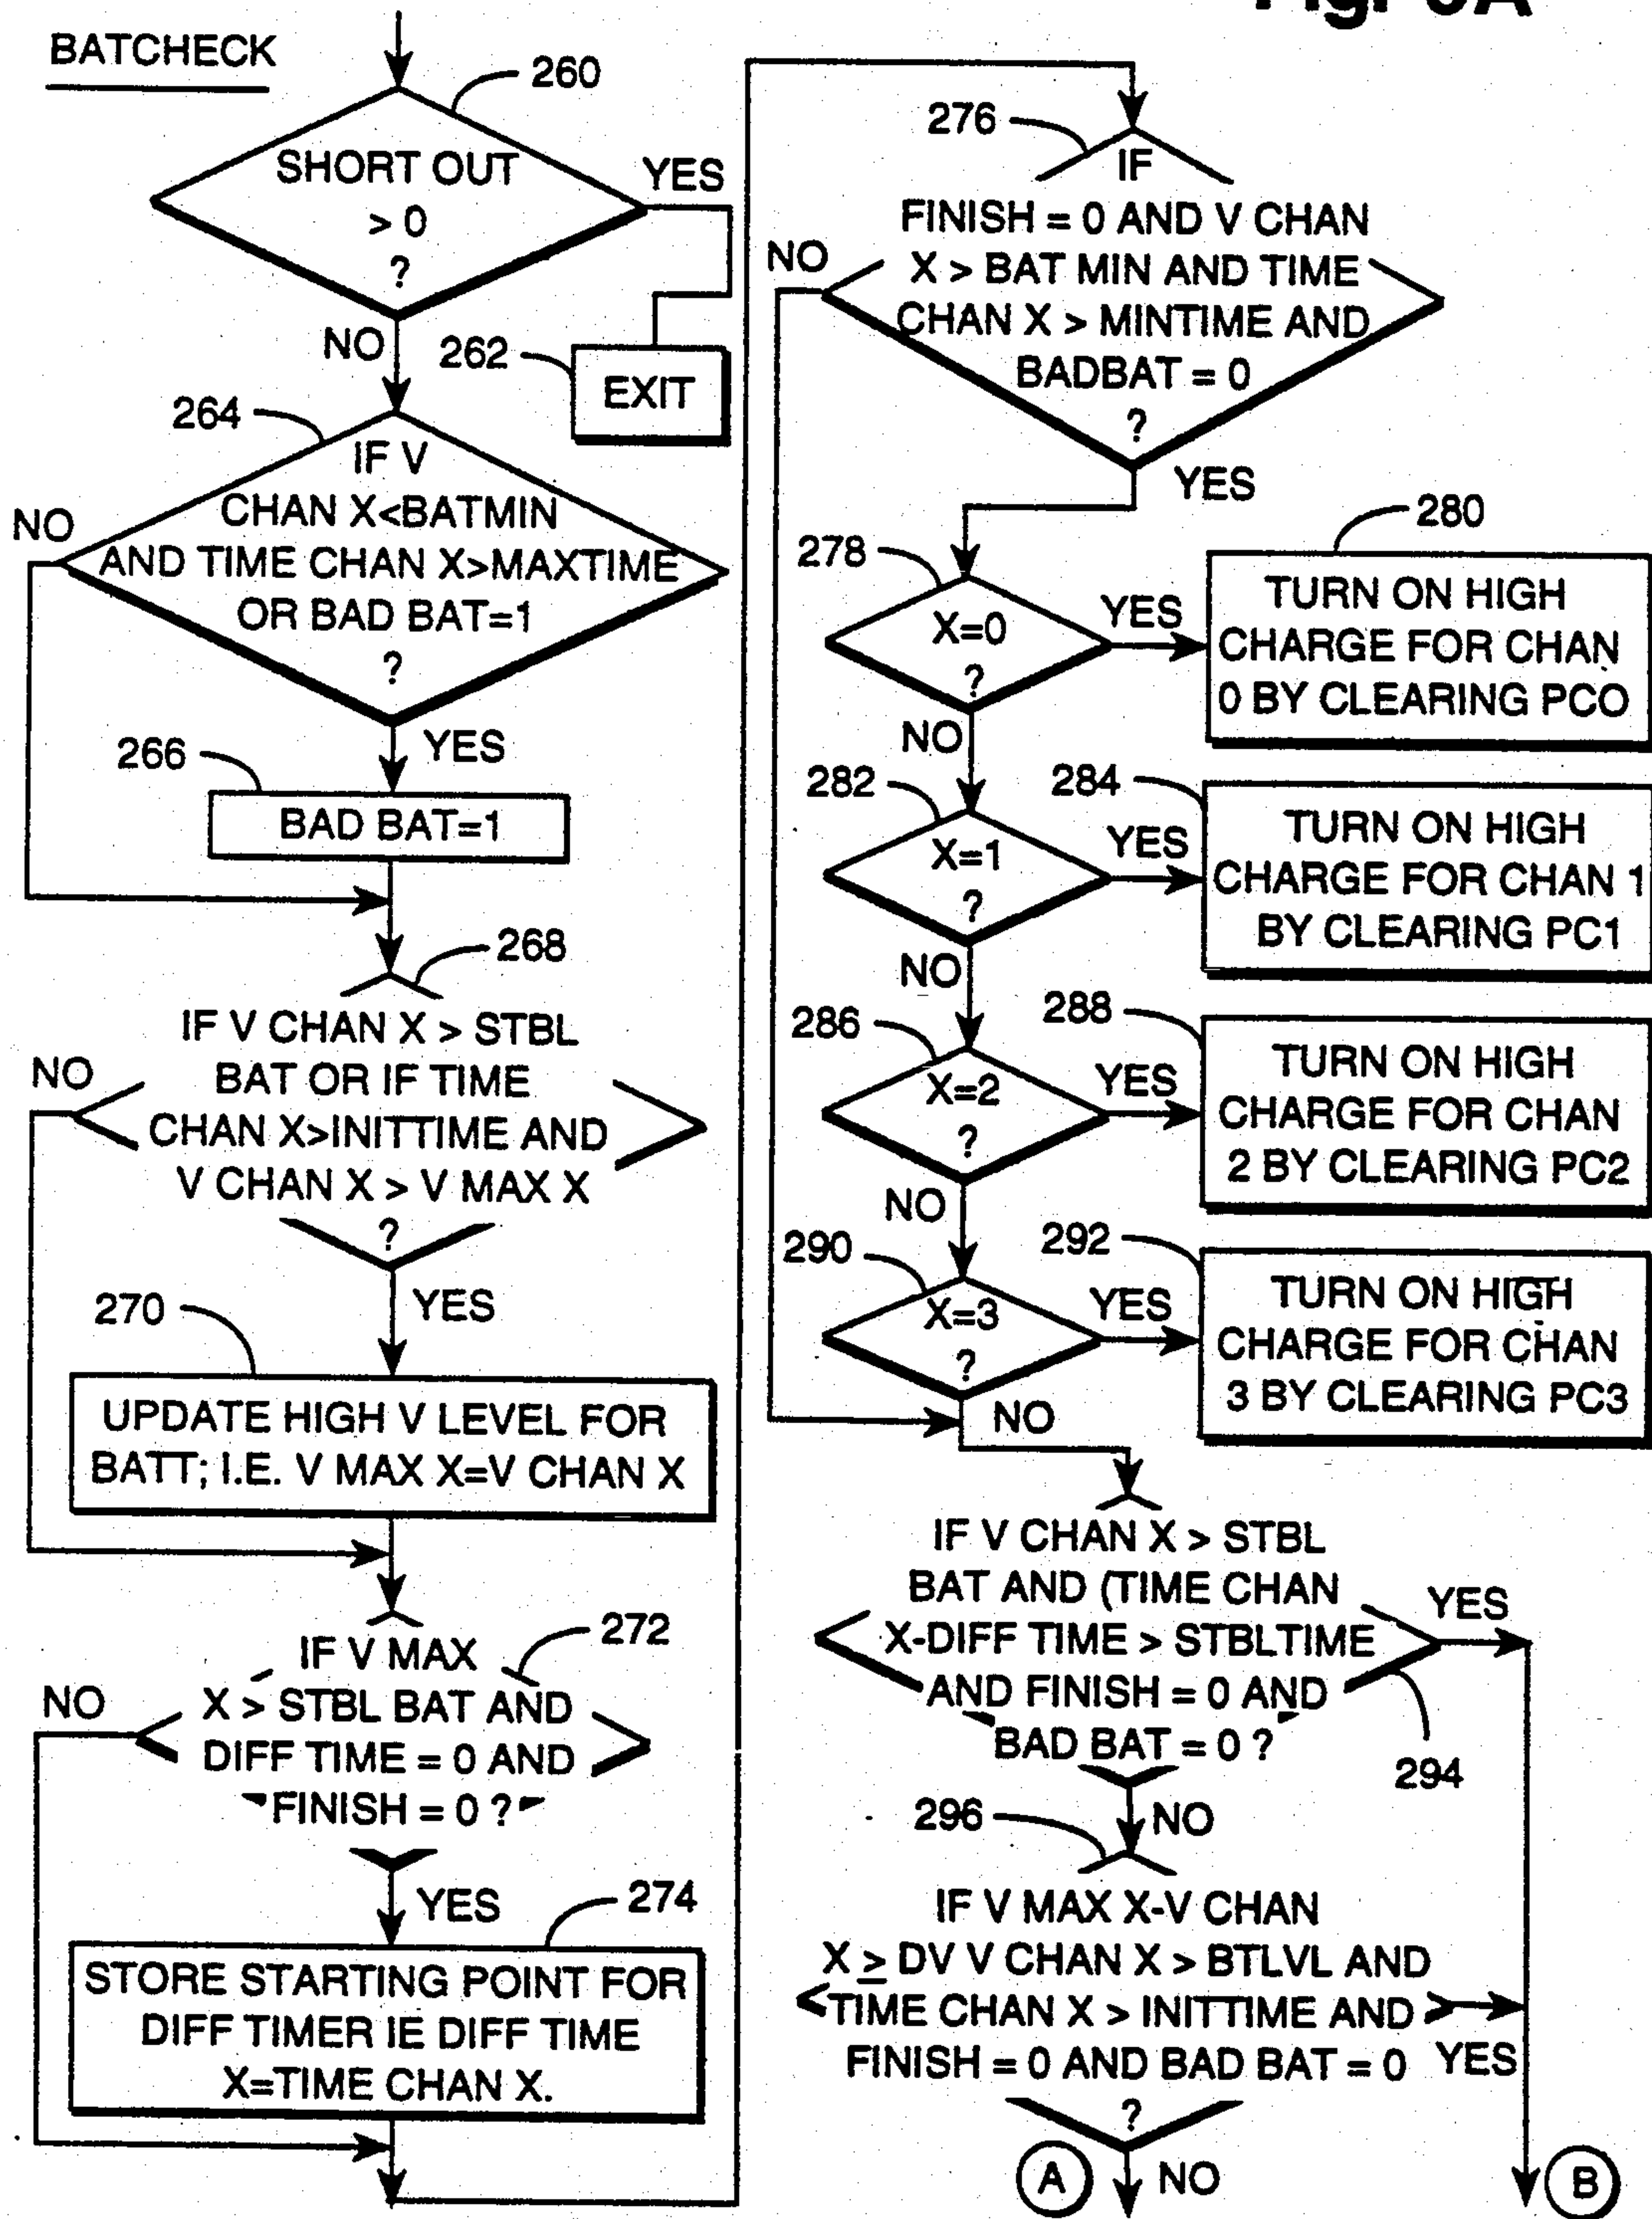 BATCHECK
260
SHORT OUT
> 0
?
YES
NO
262
EXIT
264
IF V
CHAN X<BATMIN
AND TIME CHAN X>MAXTIME
OR BAD BAT=1
?
NO
YES
266
BAD BAT=1
268
IF V CHAN X > STBL
BAT OR IF TIME
CHAN X>INITTIME AND
V CHAN X > V MAX X
?
NO
YES
270
UPDATE HIGH V LEVEL FOR
BATT; I.E. V MAX X=V CHAN X
272
IF V MAX
X > STBL BAT AND
DIFF TIME = 0 AND
FINISH = 0 ?
NO
YES
274
STORE STARTING POINT FOR
DIFF TIMER IE DIFF TIME
X=TIME CHAN X.
276
IF
FINISH = 0 AND V CHAN
X > BAT MIN AND TIME
CHAN X > MINTIME AND
BADBAT = 0
?
NO
YES
278
X=0
?
YES
NO
280
TURN ON HIGH
CHARGE FOR CHAN
0 BY CLEARING PCO
282
X=1
?
YES
NO
284
TURN ON HIGH
CHARGE FOR CHAN 1
BY CLEARING PC1
286
X=2
?
YES
NO
288
TURN ON HIGH
CHARGE FOR CHAN
2 BY CLEARING PC2
290
X=3
?
YES
NO
292
TURN ON HIGH
CHARGE FOR CHAN
3 BY CLEARING PC3
IF V CHAN X > STBL
BAT AND (TIME CHAN
X-DIFF TIME > STBLTIME
AND FINISH = 0 AND
BAD BAT = 0 ?
YES
294
NO
296
IF V MAX X-V CHAN
X ≥ DV V CHAN X > BTLVL AND
TIME CHAN X > INITTIME AND
FINISH = 0 AND BAD BAT = 0
?
YES
A
NO
B